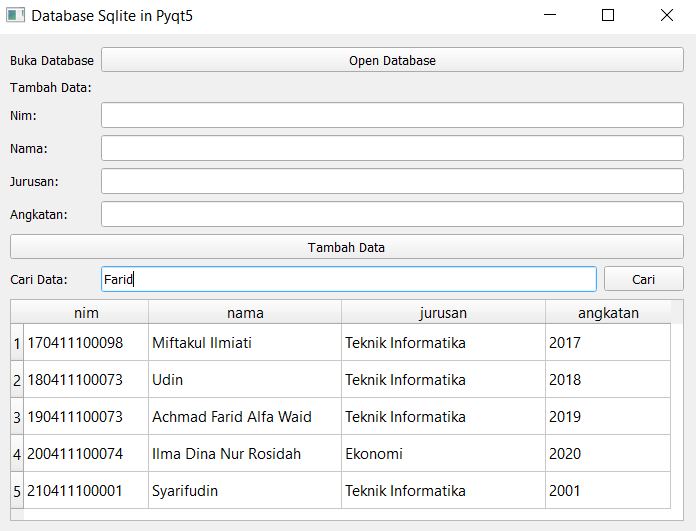 Database Sqlite in Pyqt5
Buka Database Open Database
Tambah Data:
Nim:
Nama:
Jurusan:
Angkatan:
Tambah Data
Cari Data: Farid Cari
nim nama jurusan angkatan
1 170411100098 Miftakul Ilmiati Teknik Informatika 2017
2 180411100073 Udin Teknik Informatika 2018
3 190411100073 Achmad Farid Alfa Waid Teknik Informatika 2019
4 200411100074 Ilma Dina Nur Rosidah Ekonomi 2020
5 210411100001 Syarifudin Teknik Informatika 2001